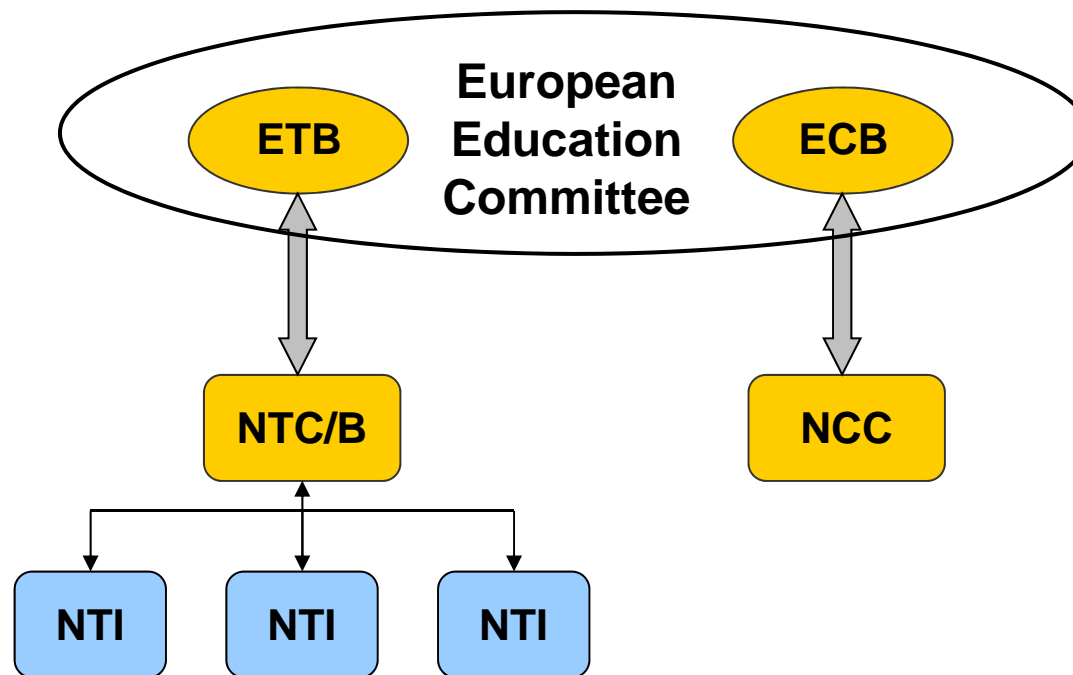 European
Education
Committee
ETB
ECB
NTC/B
NCC
NTI
NTI
NTI